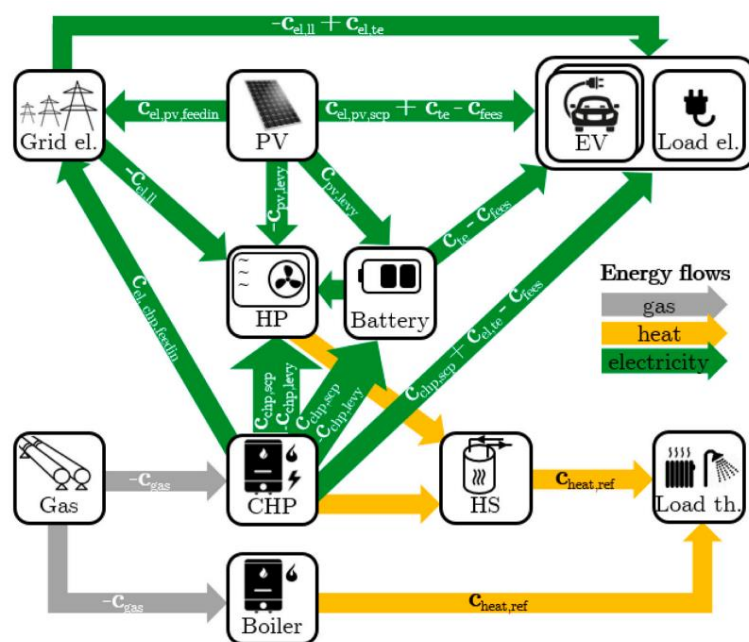 -c_el,ll + c_el,te
Grid el.
c_el,pv,feedin
PV
c_el,pv,scp + c_te - c_fees
EV
Load el.
-c_el,ll
-c_pv,levy
c_pv,levy
c_te - c_fees
HP
Battery
c_el,chp,feedin
c_chp,scp
-c_chp,levy
c_chp,scp
c_chp,levy
c_chp,scp + c_el,te - c_fees
Energy flows
gas
heat
electricity
Gas
-c_gas
CHP
HS
c_heat,ref
Load th.
-c_gas
Boiler
c_heat,ref